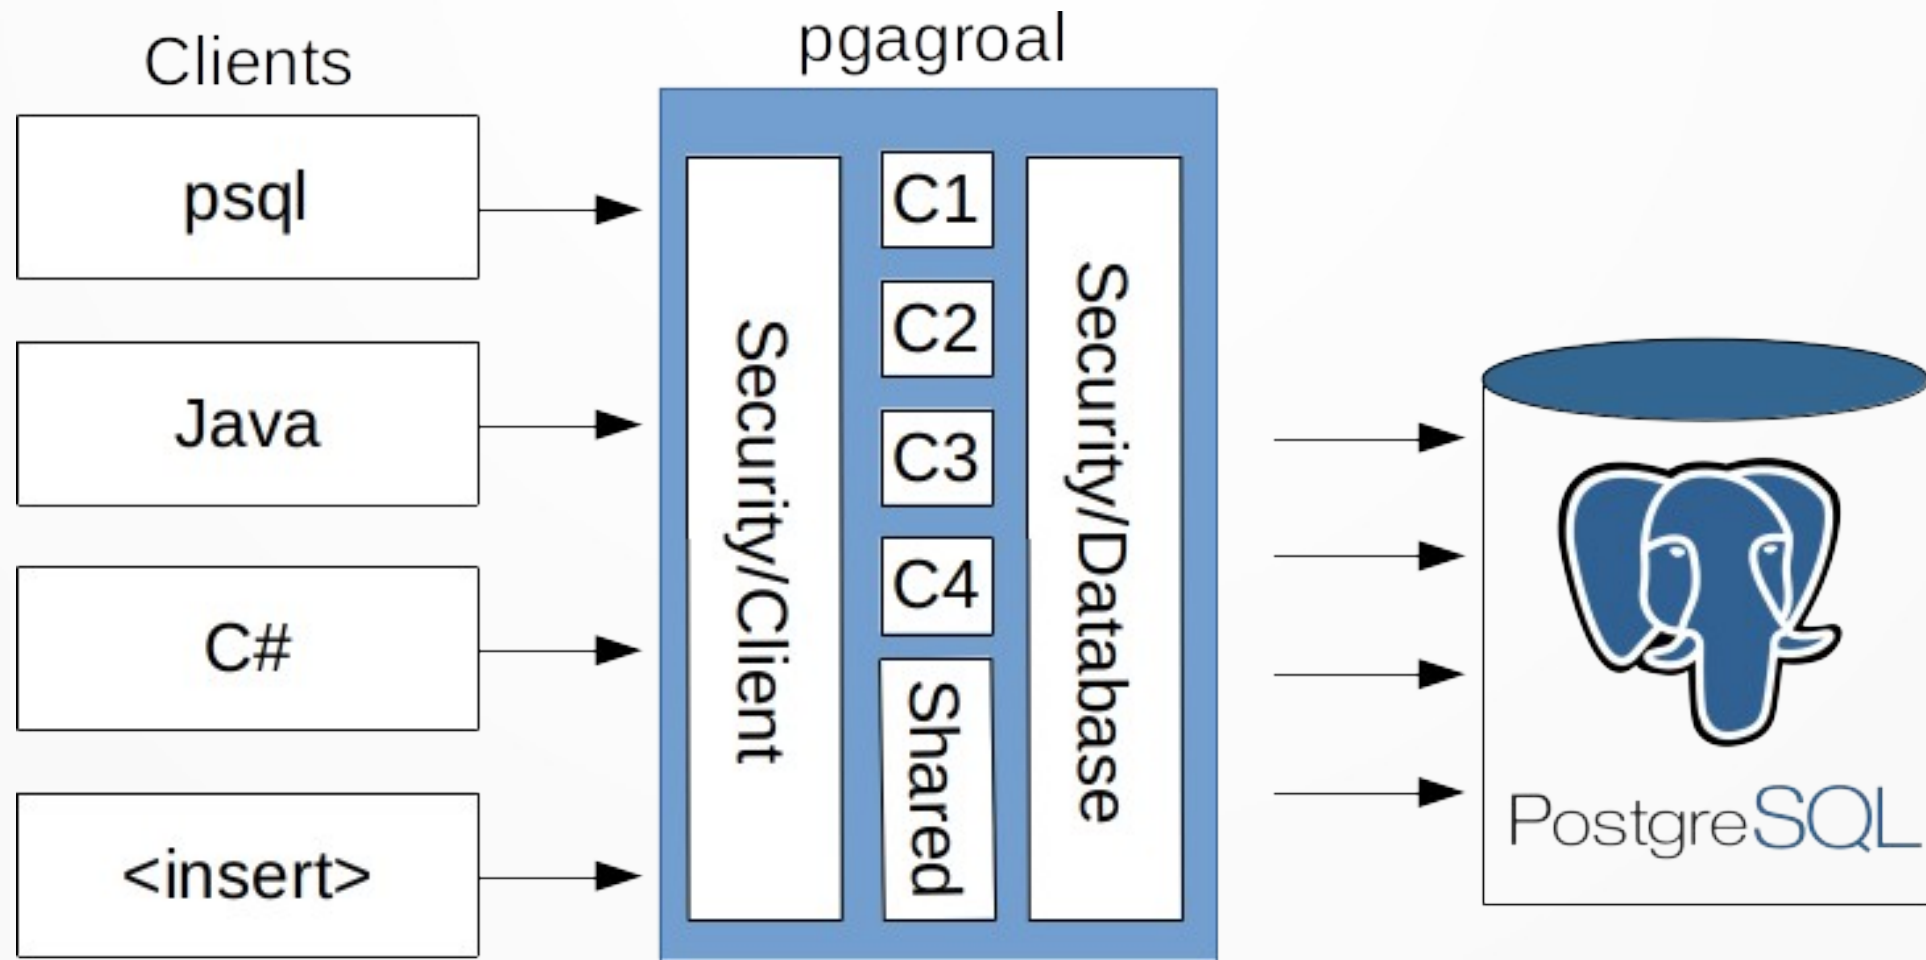 Clients
psql
Java
C#
<insert>
pgagroal
Security/Client
C1
C2
C3
C4
Shared
Security/Database
PostgreSQL